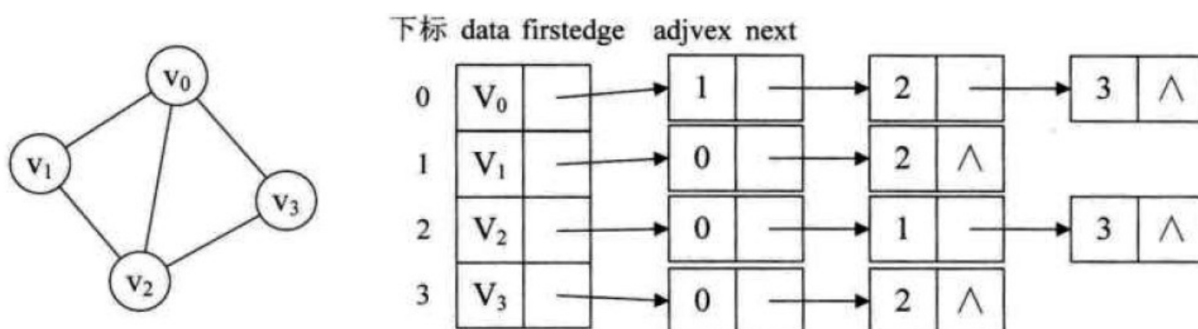 下标 data firstedge adjvex next
v₀
v₁
v₂
v₃
0 V₀ 1 2 3 ∧
1 V₁ 0 2 ∧
2 V₂ 0 1 3 ∧
3 V₃ 0 2 ∧